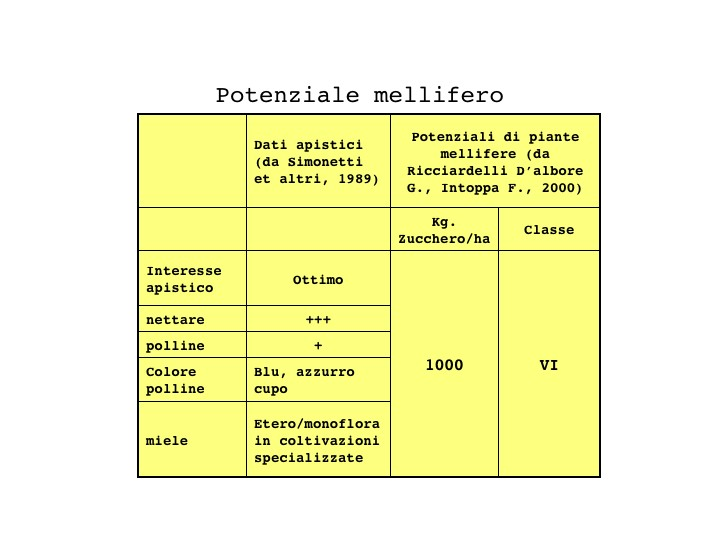 Potenziale mellifero
Dati apistici
(da Simonetti
et altri, 1989)
Potenziali di piante
mellifere (da
Ricciardelli D'albore
G., Intoppa F., 2000)
Kg.
Zucchero/ha
Classe
Interesse
apistico
Ottimo
nettare
+++
polline
+
Colore
polline
Blu, azzurro
cupo
1000
VI
miele
Etero/monoflora
in coltivazioni
specializzate